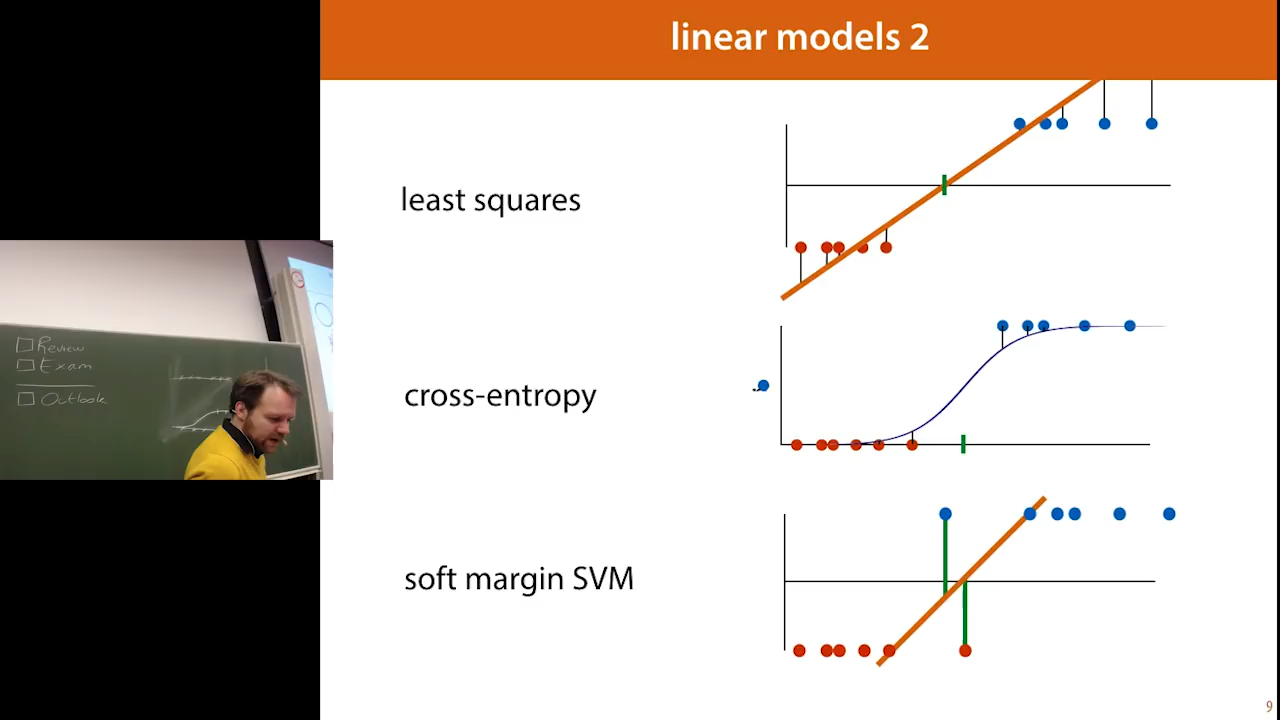 linear models 2
least squares
cross-entropy
soft margin SVM
9
Review
Exam
Outlook